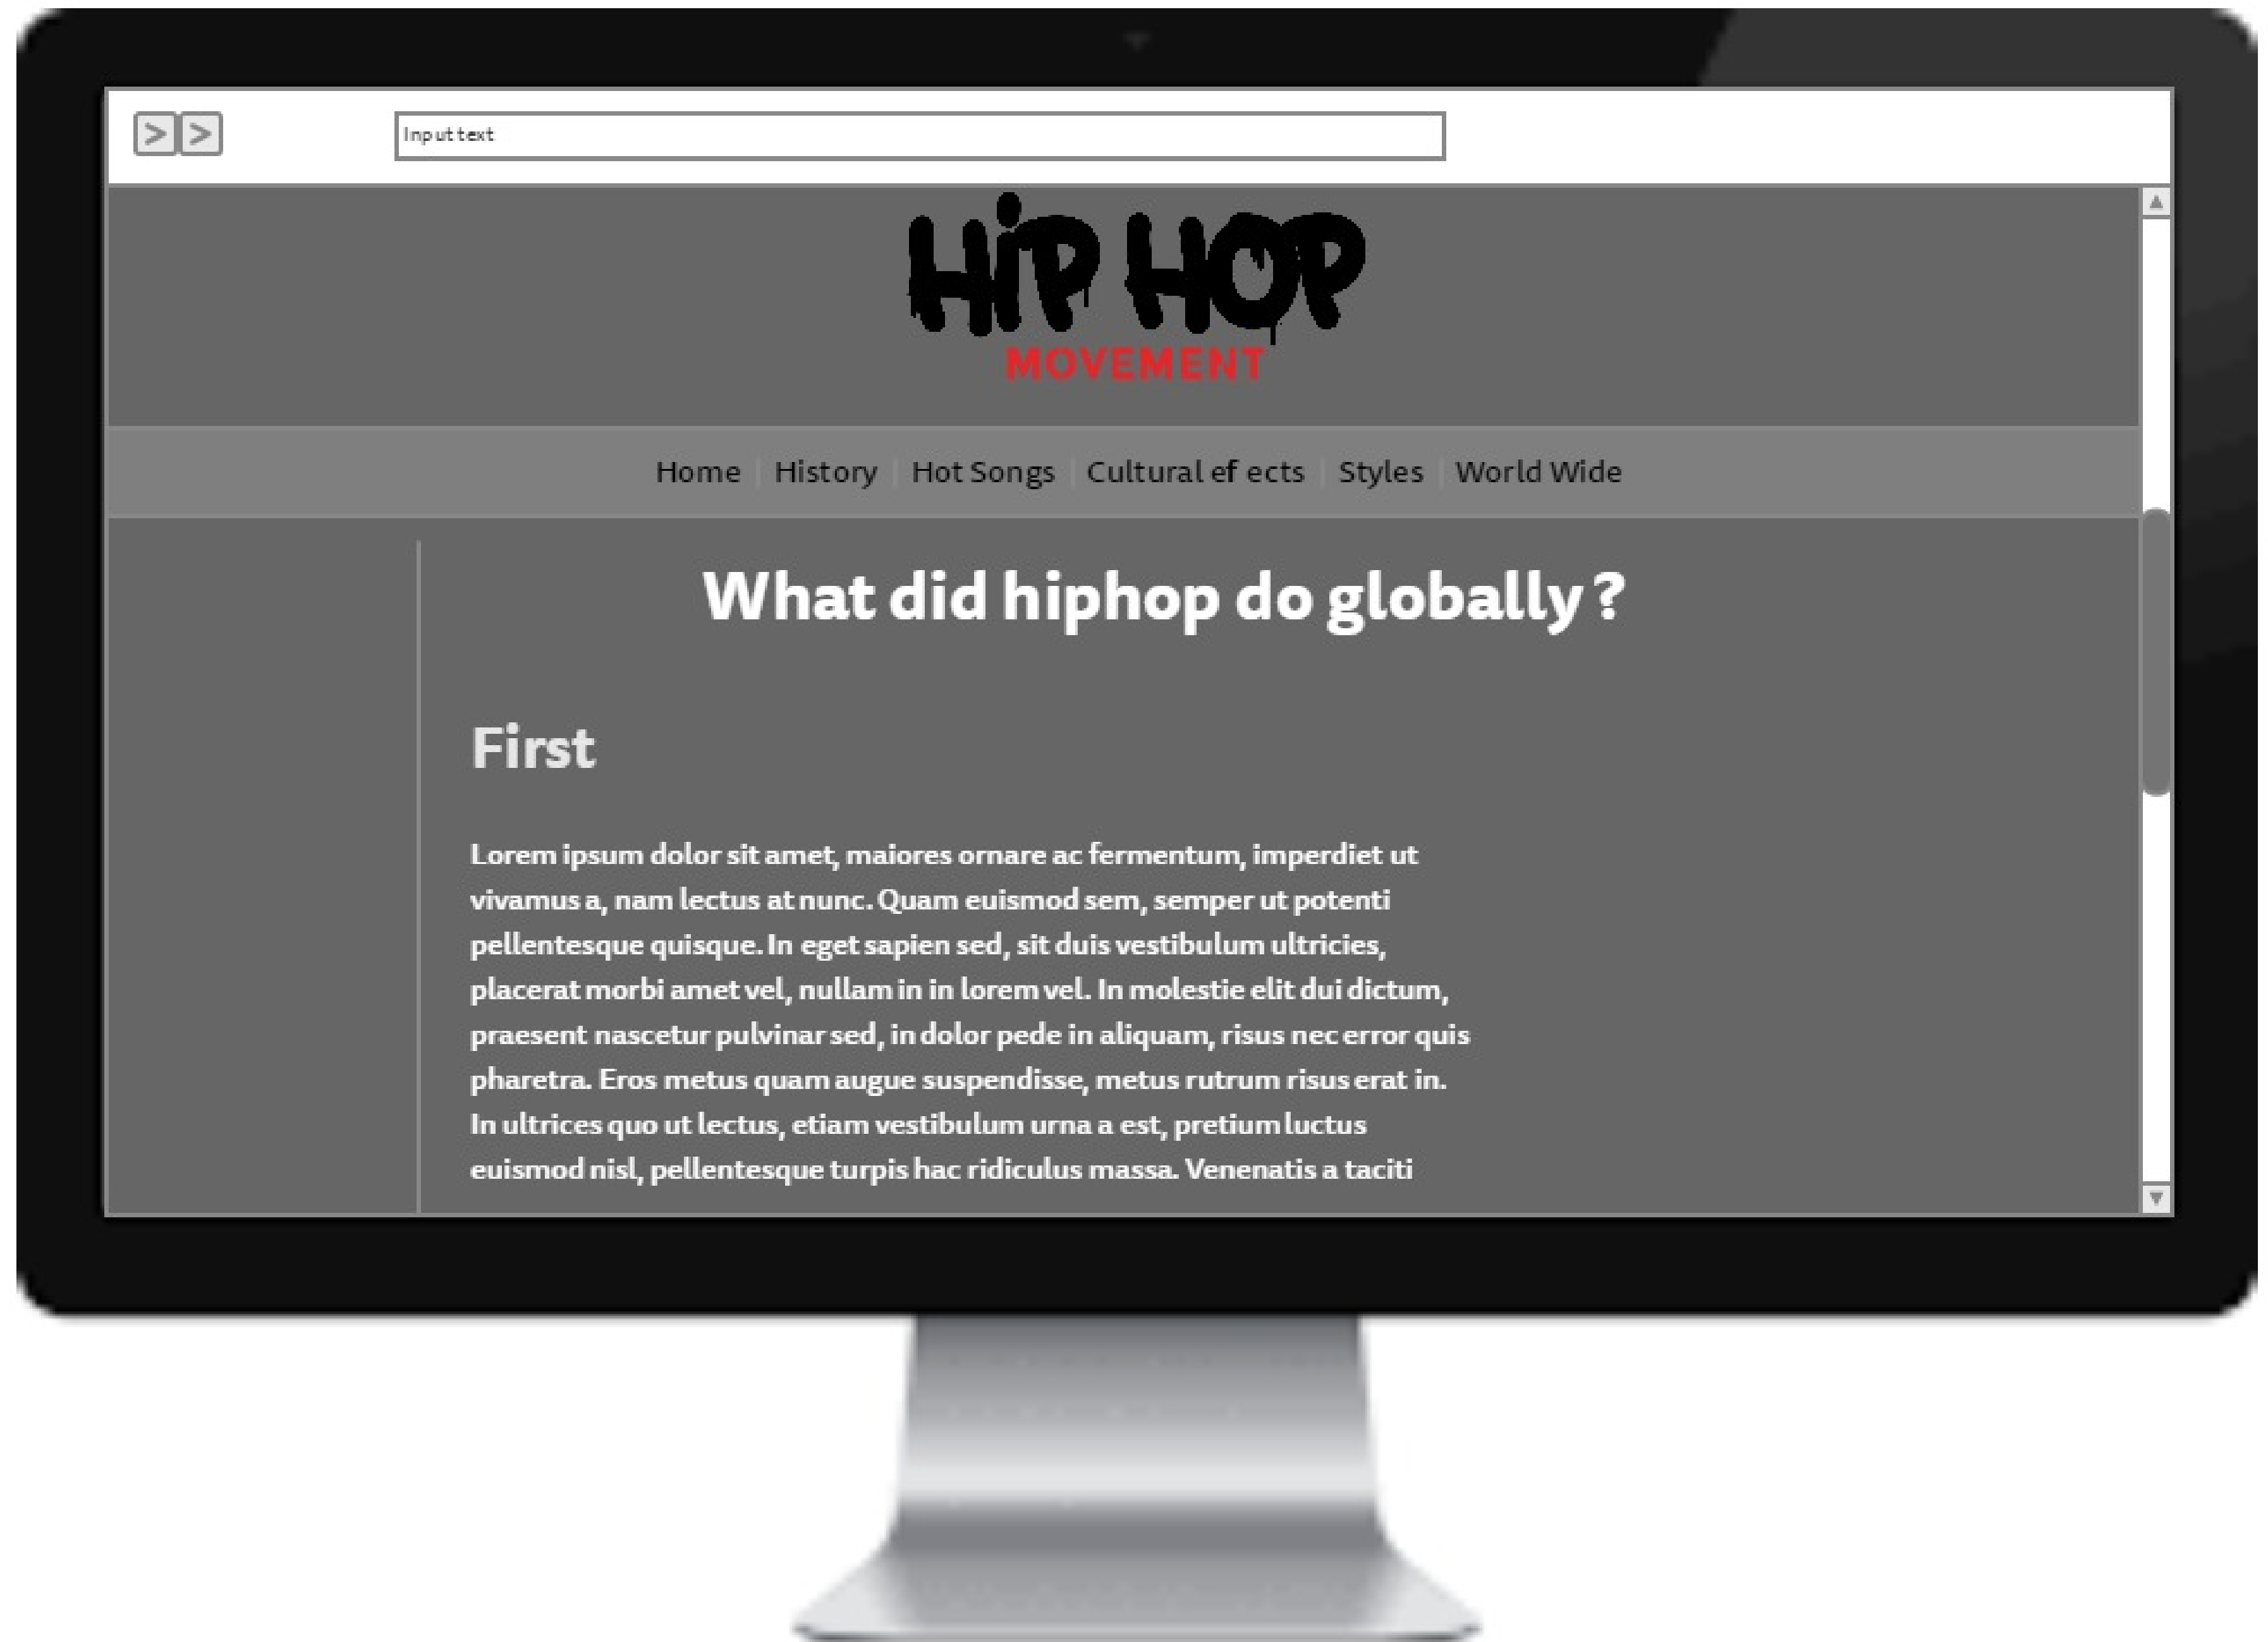 > >
Input text
HiP HOP
MOVEMENT
Home | History | Hot Songs | Cultural ef ects | Styles | World Wide
What did hiphop do globally?
First
Lorem ipsum dolor sit amet, maiores ornare ac fermentum, imperdiet ut
vivamus a, nam lectus at nunc. Quam euismod sem, semper ut potenti
pellentesque quisque. In eget sapien sed, sit duis vestibulum ultricies,
placerat morbi amet vel, nullam in in lorem vel. In molestie elit dui dictum,
praesent nascetur pulvinar sed, in dolor pede in aliquam, risus nec error quis
pharetra. Eros metus quam augue suspendisse, metus rutrum risus erat in.
In ultrices quo ut lectus, etiam vestibulum urna a est, pretium luctus
euismod nisl, pellentesque turpis hac ridiculus massa. Venenatis a taciti